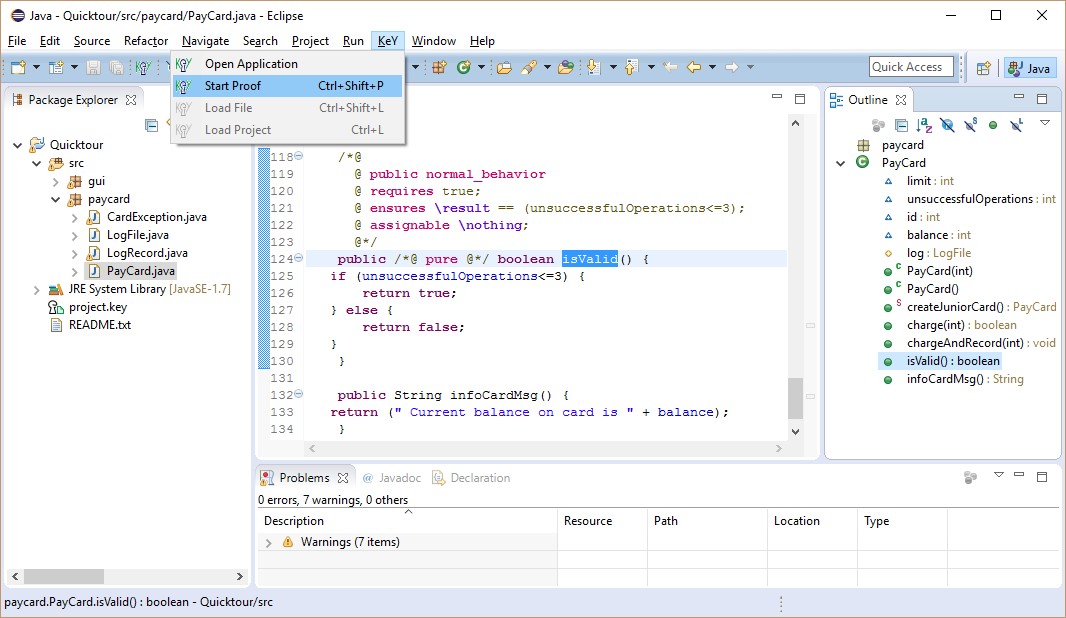 Java - Quicktour/src/paycard/PayCard.java - Eclipse
File Edit Source Refactor Navigate Search Project Run KeY Window Help
Quick Access Java
Open Application
Start Proof Ctrl+Shift+P
Load File Ctrl+Shift+L
Load Project Ctrl+L
Package Explorer
Quicktour
src
gui
paycard
CardException.java
LogFile.java
LogRecord.java
PayCard.java
JRE System Library [JavaSE-1.7]
project.key
README.txt
118 /*@
119 @ public normal_behavior
120 @ requires true;
121 @ ensures \result == (unsuccessfulOperations<=3);
122 @ assignable \nothing;
123 @*/
124 public /*@ pure @*/ boolean isValid() {
125 if (unsuccessfulOperations<=3) {
126 return true;
127 } else {
128 return false;
129 }
130 }
131
132 public String infoCardMsg() {
133 return (" Current balance on card is " + balance);
134 }
Outline
paycard
PayCard
limit : int
unsuccessfulOperations : int
id : int
balance : int
log : LogFile
PayCard(int)
PayCard()
createJuniorCard() : PayCard
charge(int) : boolean
chargeAndRecord(int) : void
isValid() : boolean
infoCardMsg() : String
Problems @ Javadoc Declaration
0 errors, 7 warnings, 0 others
Description Resource Path Location Type
Warnings (7 items)
paycard.PayCard.isValid() : boolean - Quicktour/src